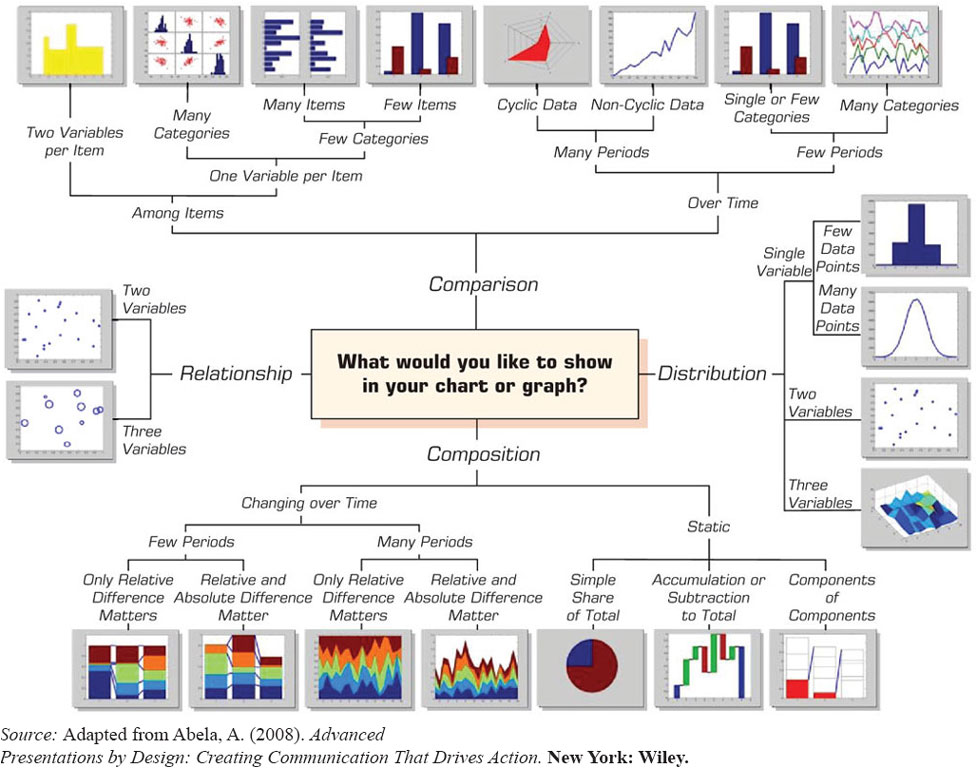 Two Variables
per Item
Many
Categories
Many Items
Few Items
Few Categories
One Variable per Item
Among Items
Cyclic Data
Non-Cyclic Data
Many Periods
Single or Few
Categories
Many Categories
Few Periods
Over Time
Comparison
What would you like to show
in your chart or graph?
Relationship
Two
Variables
Three
Variables
Distribution
Single
Variable
Few
Data
Points
Many
Data
Points
Two
Variables
Three
Variables
Composition
Changing over Time
Few Periods
Many Periods
Only Relative
Difference
Matters
Relative and
Absolute Difference
Matter
Only Relative
Difference
Matters
Relative and
Absolute Difference
Matter
Static
Simple
Share
of Total
Accumulation or
Subtraction
to Total
Components
of
Components
Source: Adapted from Abela, A. (2008). Advanced
Presentations by Design: Creating Communication That Drives Action. New York: Wiley.